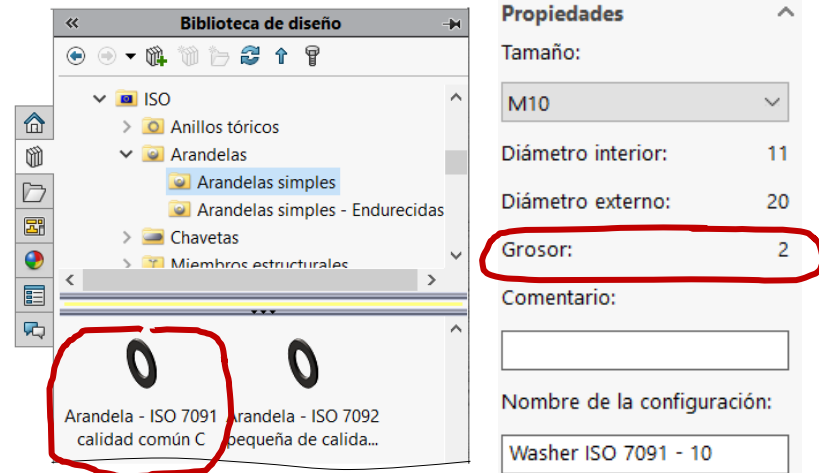 Biblioteca de diseño
ISO
Anillos tóricos
Arandelas
Arandelas simples
Arandelas simples - Endurecidas
Chavetas
Miembros estructurales
Arandela - ISO 7091
calidad común C
Arandela - ISO 7092
pequeña de calida...
Propiedades
Tamaño:
M10
Diámetro interior: 11
Diámetro externo: 20
Grosor: 2
Comentario:
Nombre de la configuración:
Washer ISO 7091 - 10